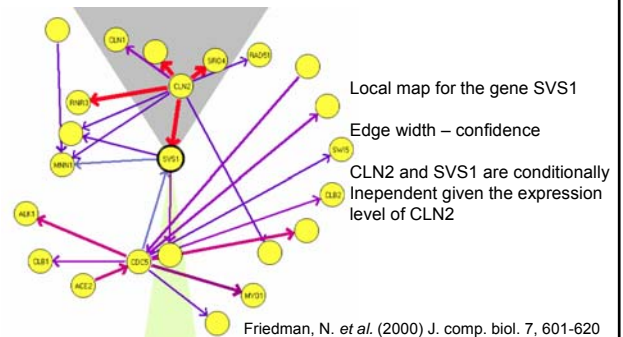 CLN1
SRO4
RAD51
CLN2
RNR3
SVS1
MNN1
SWI5
CLB2
ALK1
CLB1
CDC5
ACE2
MYO1
Local map for the gene SVS1
Edge width – confidence
CLN2 and SVS1 are conditionally
Inependent given the expression
level of CLN2
Friedman, N. et al. (2000) J. comp. biol. 7, 601-620